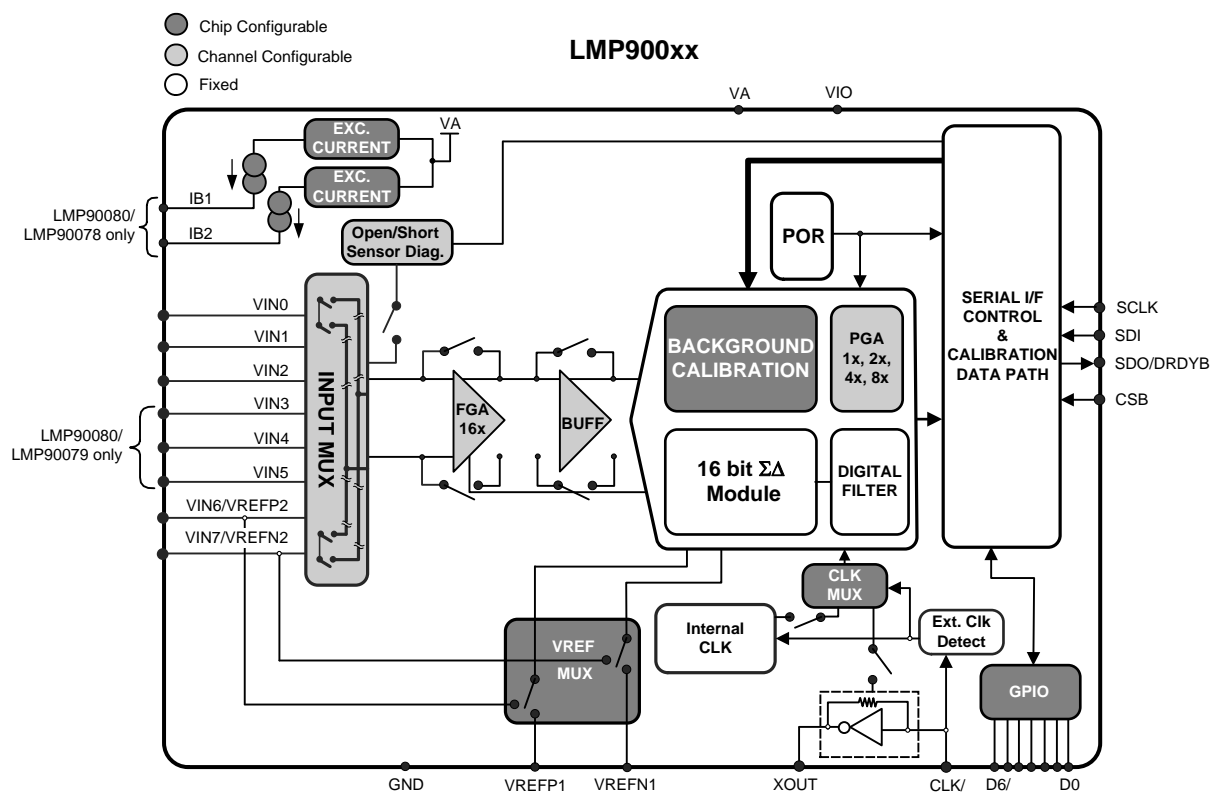 Chip Configurable
Channel Configurable
Fixed
LMP900xx
VA
VIO
EXC.
CURRENT
VA
EXC.
CURRENT
LMP90080/
LMP90078 only
IB1
IB2
Open/Short
Sensor Diag.
POR
SERIAL I/F
CONTROL
&
CALIBRATION
DATA PATH
SCLK
SDI
SDO/DRDYB
CSB
VIN0
VIN1
VIN2
VIN3
VIN4
VIN5
LMP90080/
LMP90079 only
VIN6/VREFP2
VIN7/VREFN2
INPUT MUX
FGA
16x
BUFF
BACKGROUND
CALIBRATION
PGA
1x, 2x,
4x, 8x
16 bit ΣΔ
Module
DIGITAL
FILTER
VREF
MUX
Internal
CLK
CLK
MUX
Ext. Clk
Detect
GPIO
GND
VREFP1
VREFN1
XOUT
CLK/
D6/
D0